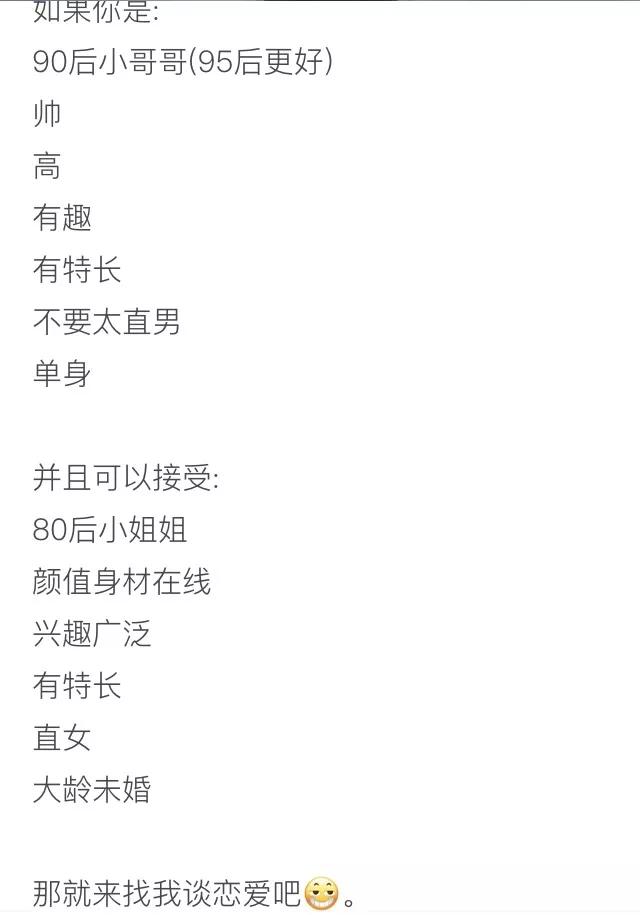 如果你是:
90后小哥哥(95后更好)
帅
高
有趣
有特长
不要太直男
单身
并且可以接受:
80后小姐姐
颜值身材在线
兴趣广泛
有特长
直女
大龄未婚
那就来找我谈恋爱吧😁。